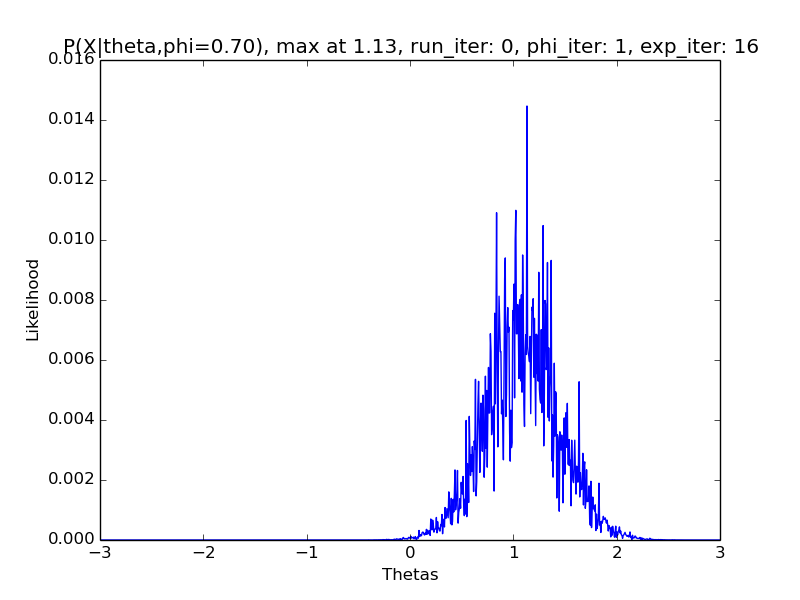 P(X|theta,phi=0.70), max at 1.13, run_iter: 0, phi_iter: 1, exp_iter: 16
0.016
0.014
0.012
0.010
0.008
0.006
0.004
0.002
0.000
Likelihood
−3 −2 −1 0 1 2 3
Thetas